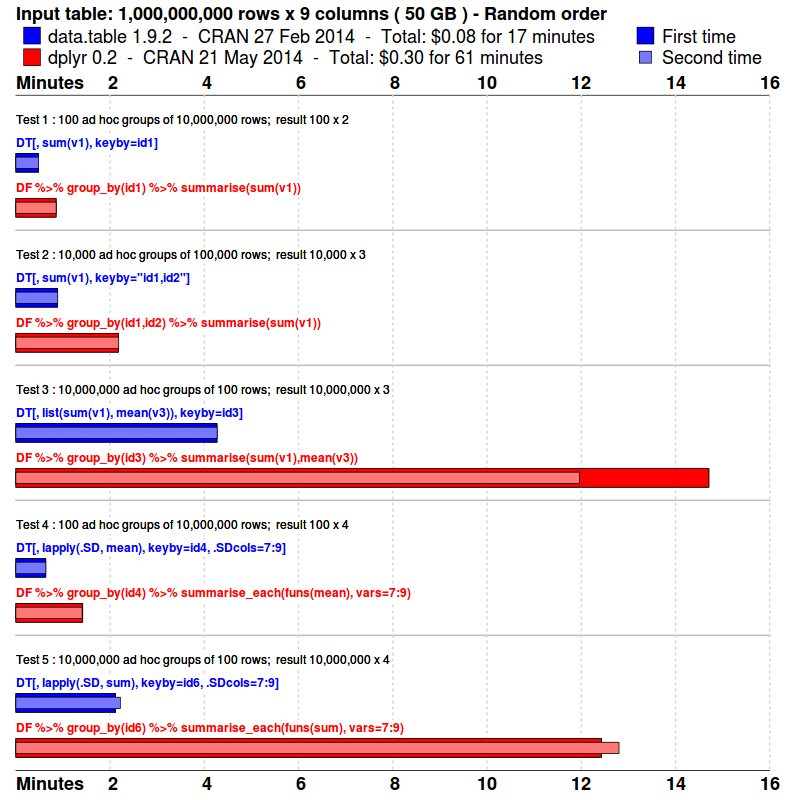 Input table: 1,000,000,000 rows x 9 columns ( 50 GB ) - Random order
data.table 1.9.2 - CRAN 27 Feb 2014 - Total: $0.08 for 17 minutes First time
dplyr 0.2 - CRAN 21 May 2014 - Total: $0.30 for 61 minutes Second time
Minutes 2 4 6 8 10 12 14 16
Test 1 : 100 ad hoc groups of 10,000,000 rows; result 100 x 2
DT[, sum(v1), keyby=id1]
DF %>% group_by(id1) %>% summarise(sum(v1))
Test 2 : 10,000 ad hoc groups of 100,000 rows; result 10,000 x 3
DT[, sum(v1), keyby="id1,id2"]
DF %>% group_by(id1,id2) %>% summarise(sum(v1))
Test 3 : 10,000,000 ad hoc groups of 100 rows; result 10,000,000 x 3
DT[, list(sum(v1), mean(v3)), keyby=id3]
DF %>% group_by(id3) %>% summarise(sum(v1),mean(v3))
Test 4 : 100 ad hoc groups of 10,000,000 rows; result 100 x 4
DT[, lapply(.SD, mean), keyby=id4, .SDcols=7:9]
DF %>% group_by(id4) %>% summarise_each(funs(mean), vars=7:9)
Test 5 : 10,000,000 ad hoc groups of 100 rows; result 10,000,000 x 4
DT[, lapply(.SD, sum), keyby=id6, .SDcols=7:9]
DF %>% group_by(id6) %>% summarise_each(funs(sum), vars=7:9)
Minutes 2 4 6 8 10 12 14 16